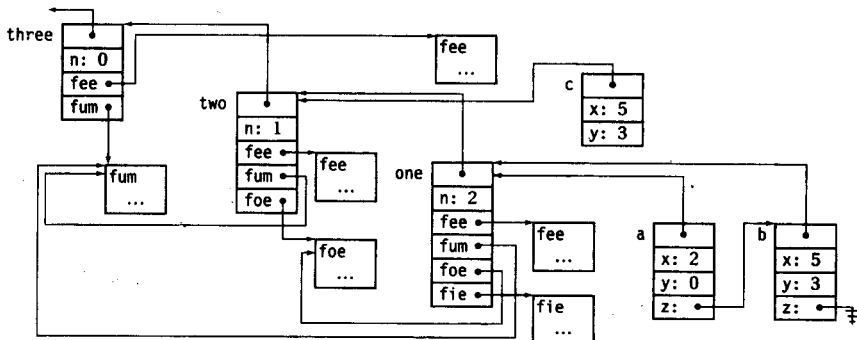 three
n: 0
fee
fum
fee
...
fum
...
two
n: 1
fee
fum
foe
fee
...
foe
...
c
x: 5
y: 3
one
n: 2
fee
fum
foe
fie
fee
...
fie
...
a
x: 2
y: 0
z:
b
x: 5
y: 3
z: